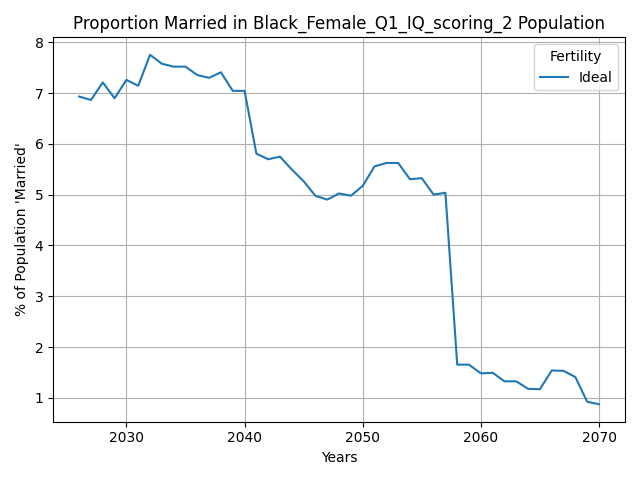 Proportion Married in Black_Female_Q1_IQ_scoring_2 Population
Fertility
Ideal
% of Population 'Married'
8
7
6
5
4
3
2
1
2030 2040 2050 2060 2070
Years